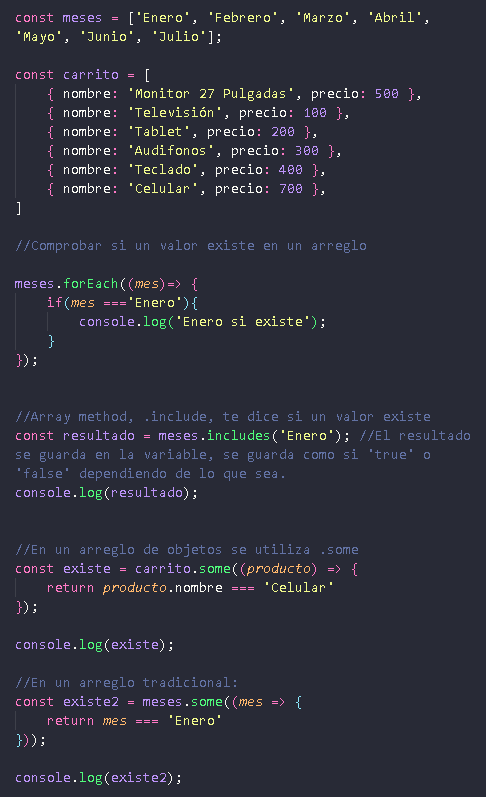 const meses = ['Enero', 'Febrero', 'Marzo', 'Abril',
'Mayo', 'Junio', 'Julio'];
const carrito = [
    { nombre: 'Monitor 27 Pulgadas', precio: 500 },
    { nombre: 'Televisión', precio: 100 },
    { nombre: 'Tablet', precio: 200 },
    { nombre: 'Audifonos', precio: 300 },
    { nombre: 'Teclado', precio: 400 },
    { nombre: 'Celular', precio: 700 },
]
//Comprobar si un valor existe en un arreglo
meses.forEach((mes)=> {
    if(mes ==='Enero'){
        console.log('Enero si existe');
    }
});
//Array method, .include, te dice si un valor existe
const resultado = meses.includes('Enero'); //El resultado
se guarda en la variable, se guarda como si 'true' o
'false' dependiendo de lo que sea.
console.log(resultado);
//En un arreglo de objetos se utiliza .some
const existe = carrito.some((producto) => {
    return producto.nombre === 'Celular'
});
console.log(existe);
//En un arreglo tradicional:
const existe2 = meses.some((mes => {
    return mes === 'Enero'
}));
console.log(existe2);